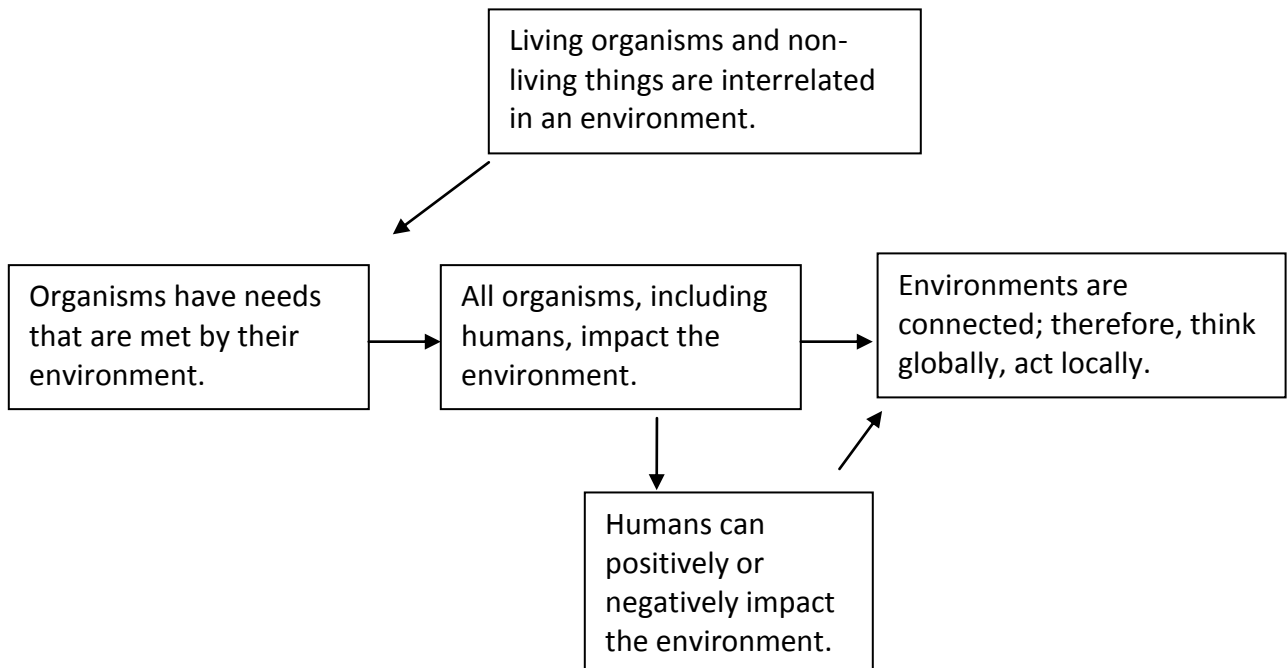 Living organisms and non-
living things are interrelated
in an environment.
Organisms have needs
that are met by their
environment.
All organisms, including
humans, impact the
environment.
Environments are
connected; therefore, think
globally, act locally.
Humans can
positively or
negatively impact
the environment.